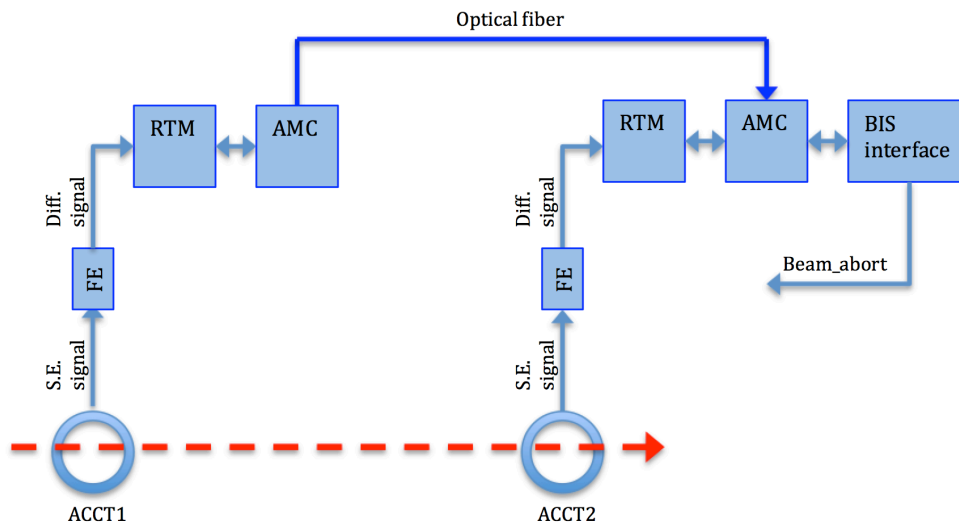 Optical fiber
RTM
AMC
RTM
AMC
BIS
interface
Diff.
signal
Diff.
signal
FE
FE
Beam_abort
S.E.
signal
S.E.
signal
ACCT1
ACCT2